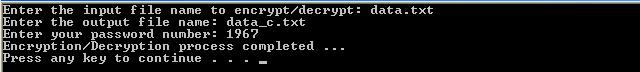 Enter the input file name to encrypt/decrypt: data.txt
Enter the output file name: data_c.txt
Enter your password number: 1967
Encryption/Decryption process completed ...
Press any key to continue . . . _